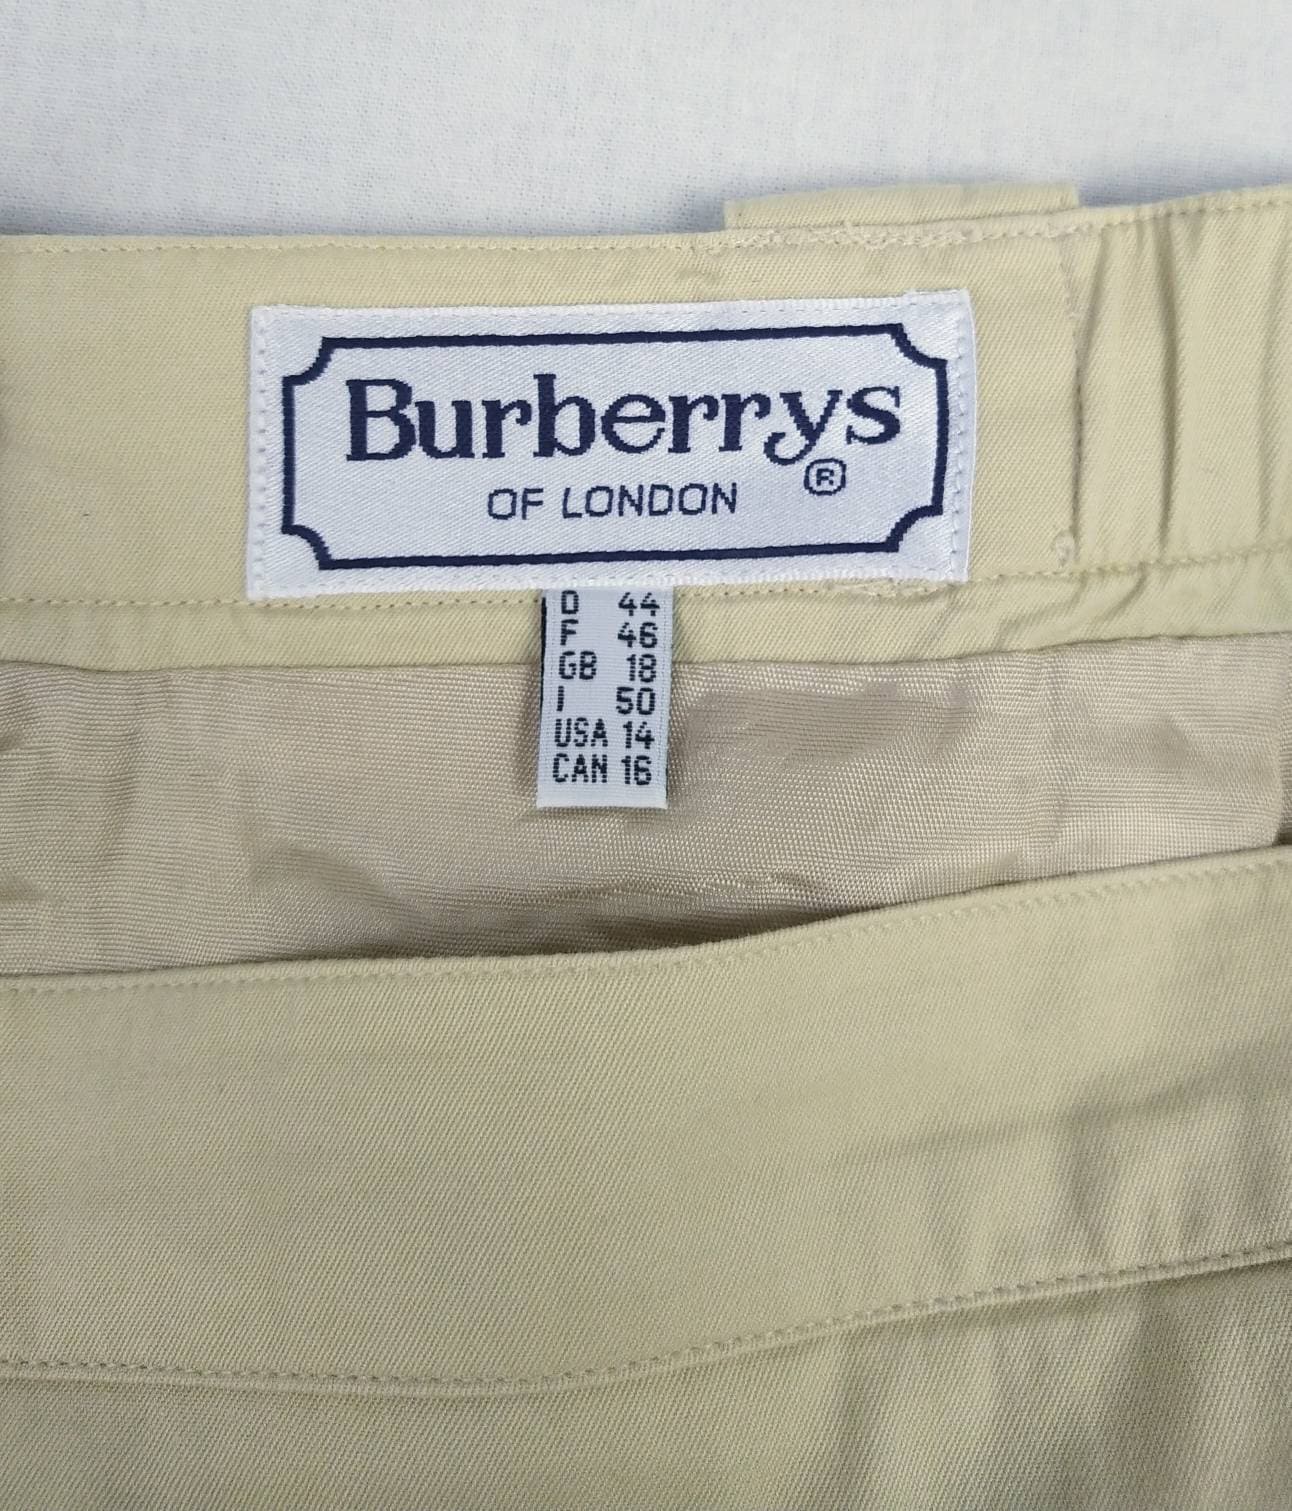 Burberrys
®
OF LONDON
D 44
F 46
GB 18
I 50
USA 14
CAN 16